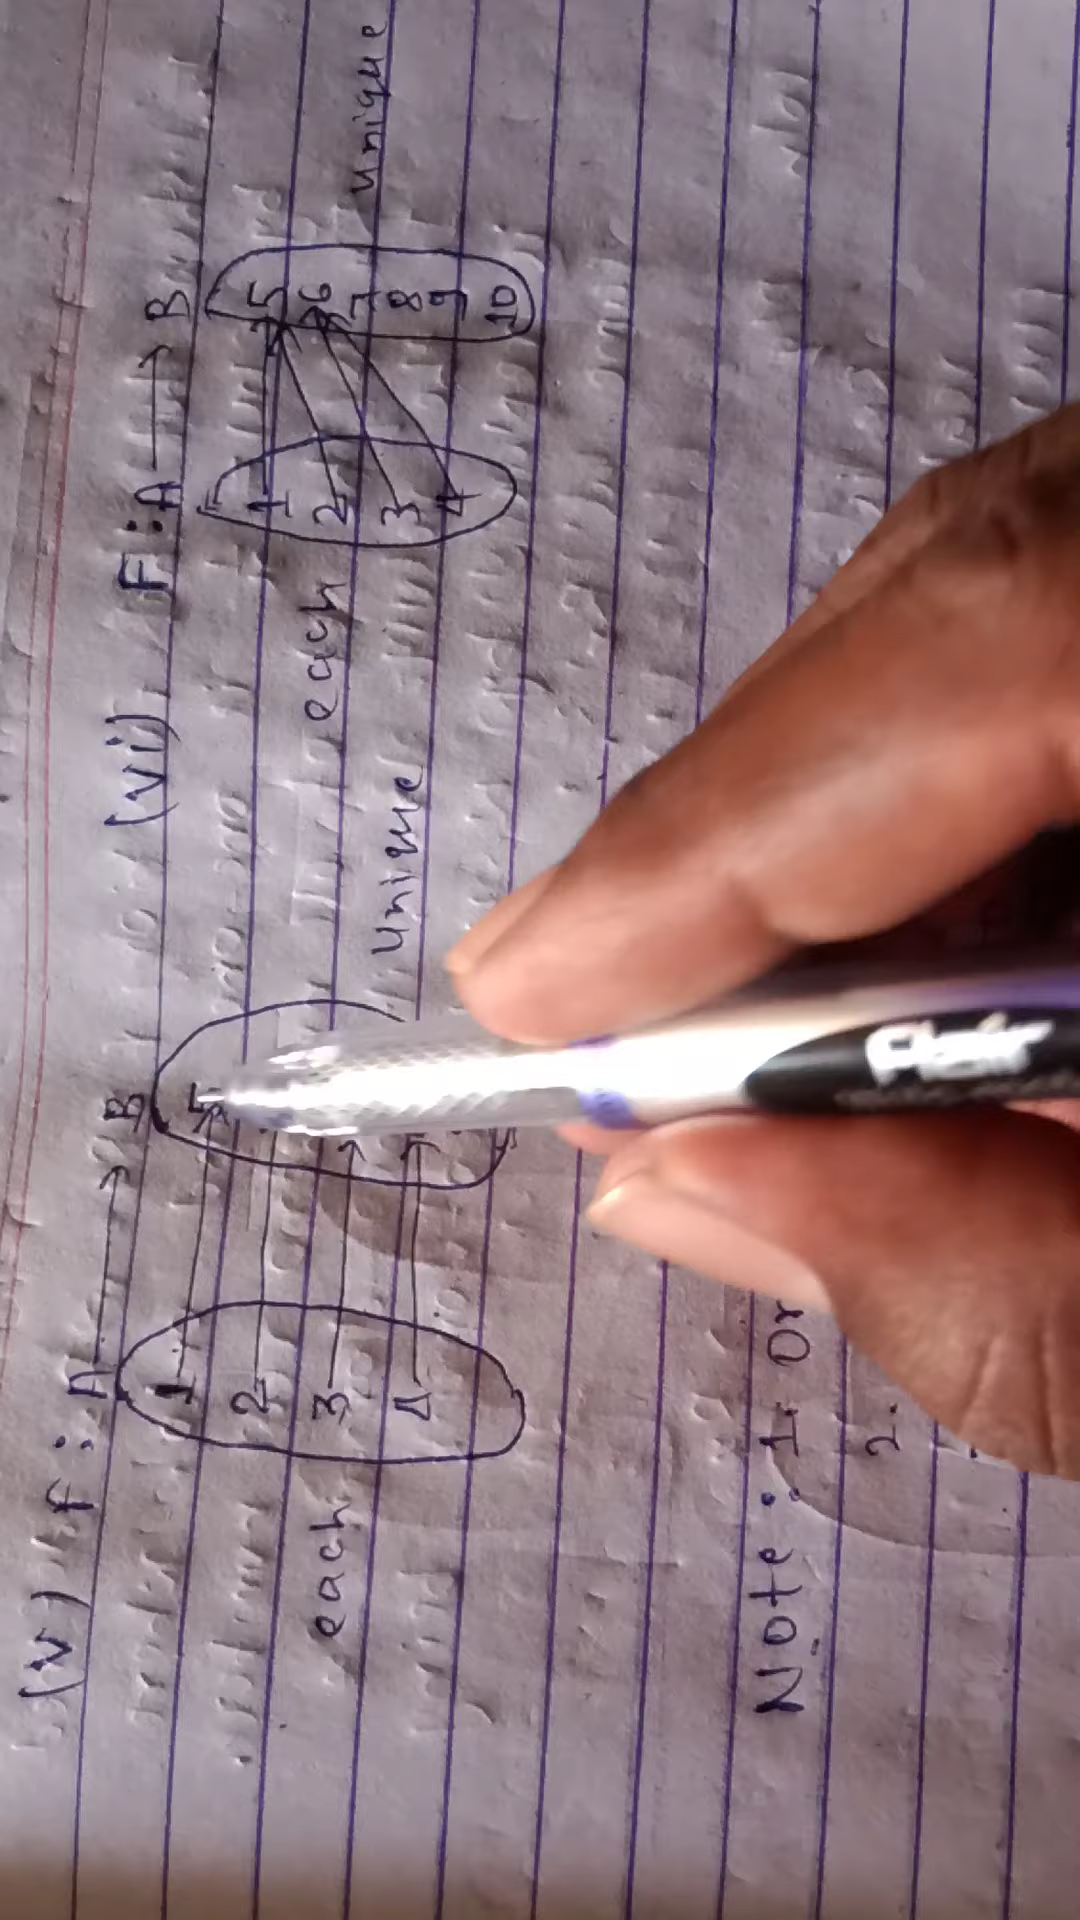 (v) f : A → B (vi) F : A → B
1 5 1 5
2 2 6
3 3 7
4 4 8
9
10
each unique each unique
Note : 1. Or
2.